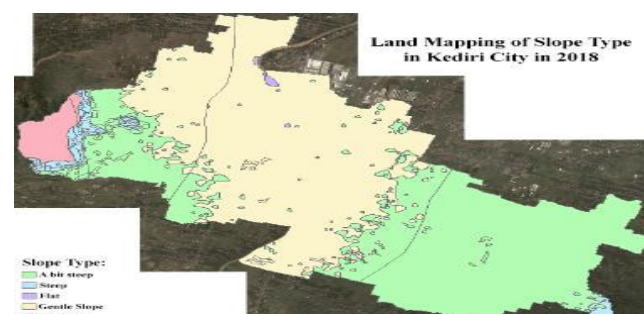 Land Mapping of Slope Type
in Kediri City in 2018
Slope Type:
A bit steep
Steep
Flat
Gentle Slope